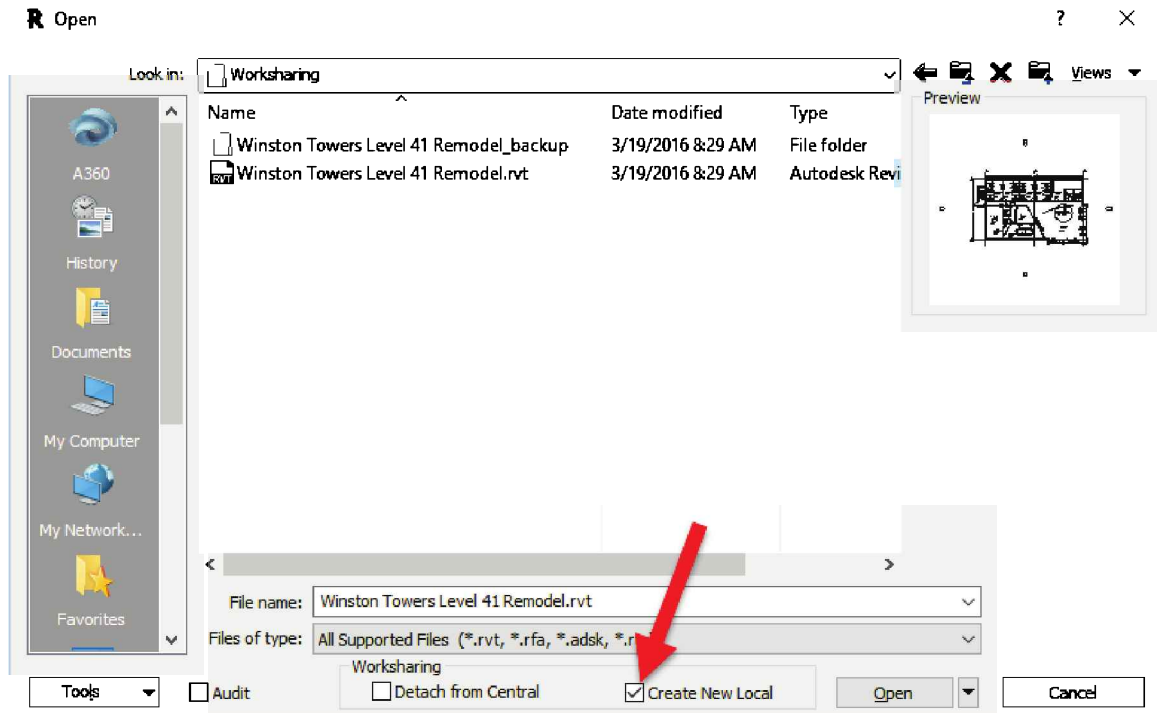 Open ?
Look in: Worksharing Views
Name Date modified Type Preview
Winston Towers Level 41 Remodel_backup 3/19/2016 8:29 AM File folder
RVT Winston Towers Level 41 Remodel.rvt 3/19/2016 8:29 AM Autodesk Revi
A360
History
Documents
My Computer
My Network...
Favorites
File name: Winston Towers Level 41 Remodel.rvt
Files of type: All Supported Files (*.rvt, *.rfa, *.adsk,
Worksharing
Tools Audit Detach from Central Create New Local Open Cancel